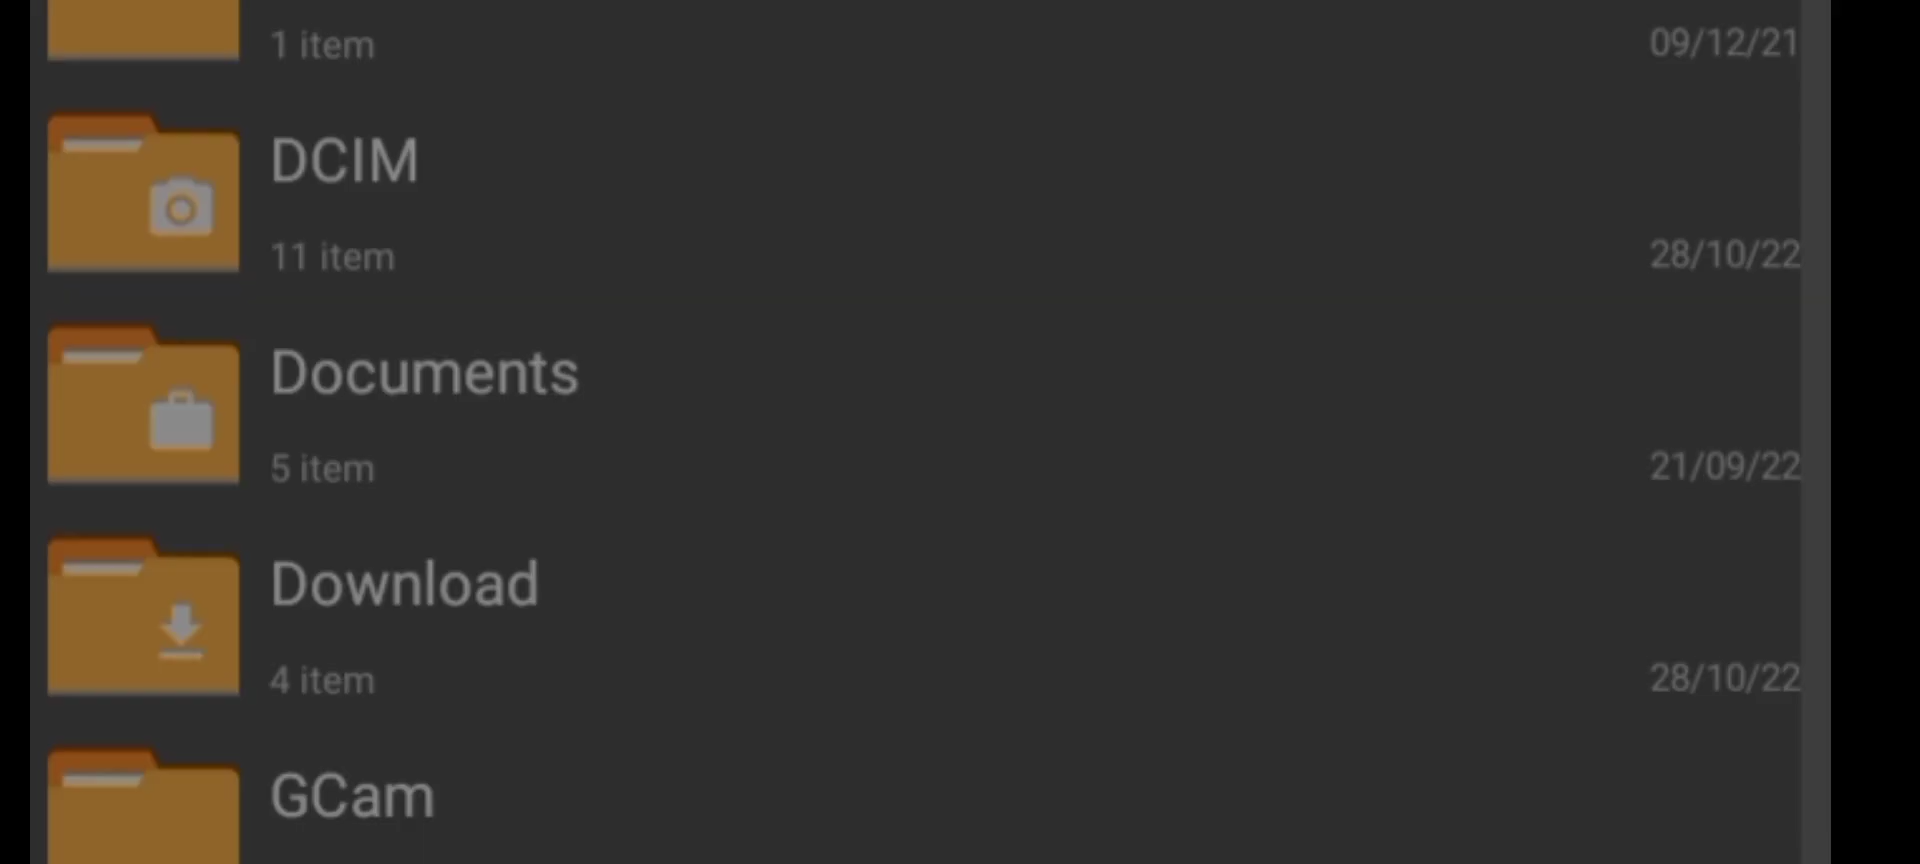 1 item 09/12/21
DCIM
11 item 28/10/22
Documents
5 item 21/09/22
Download
4 item 28/10/22
GCam